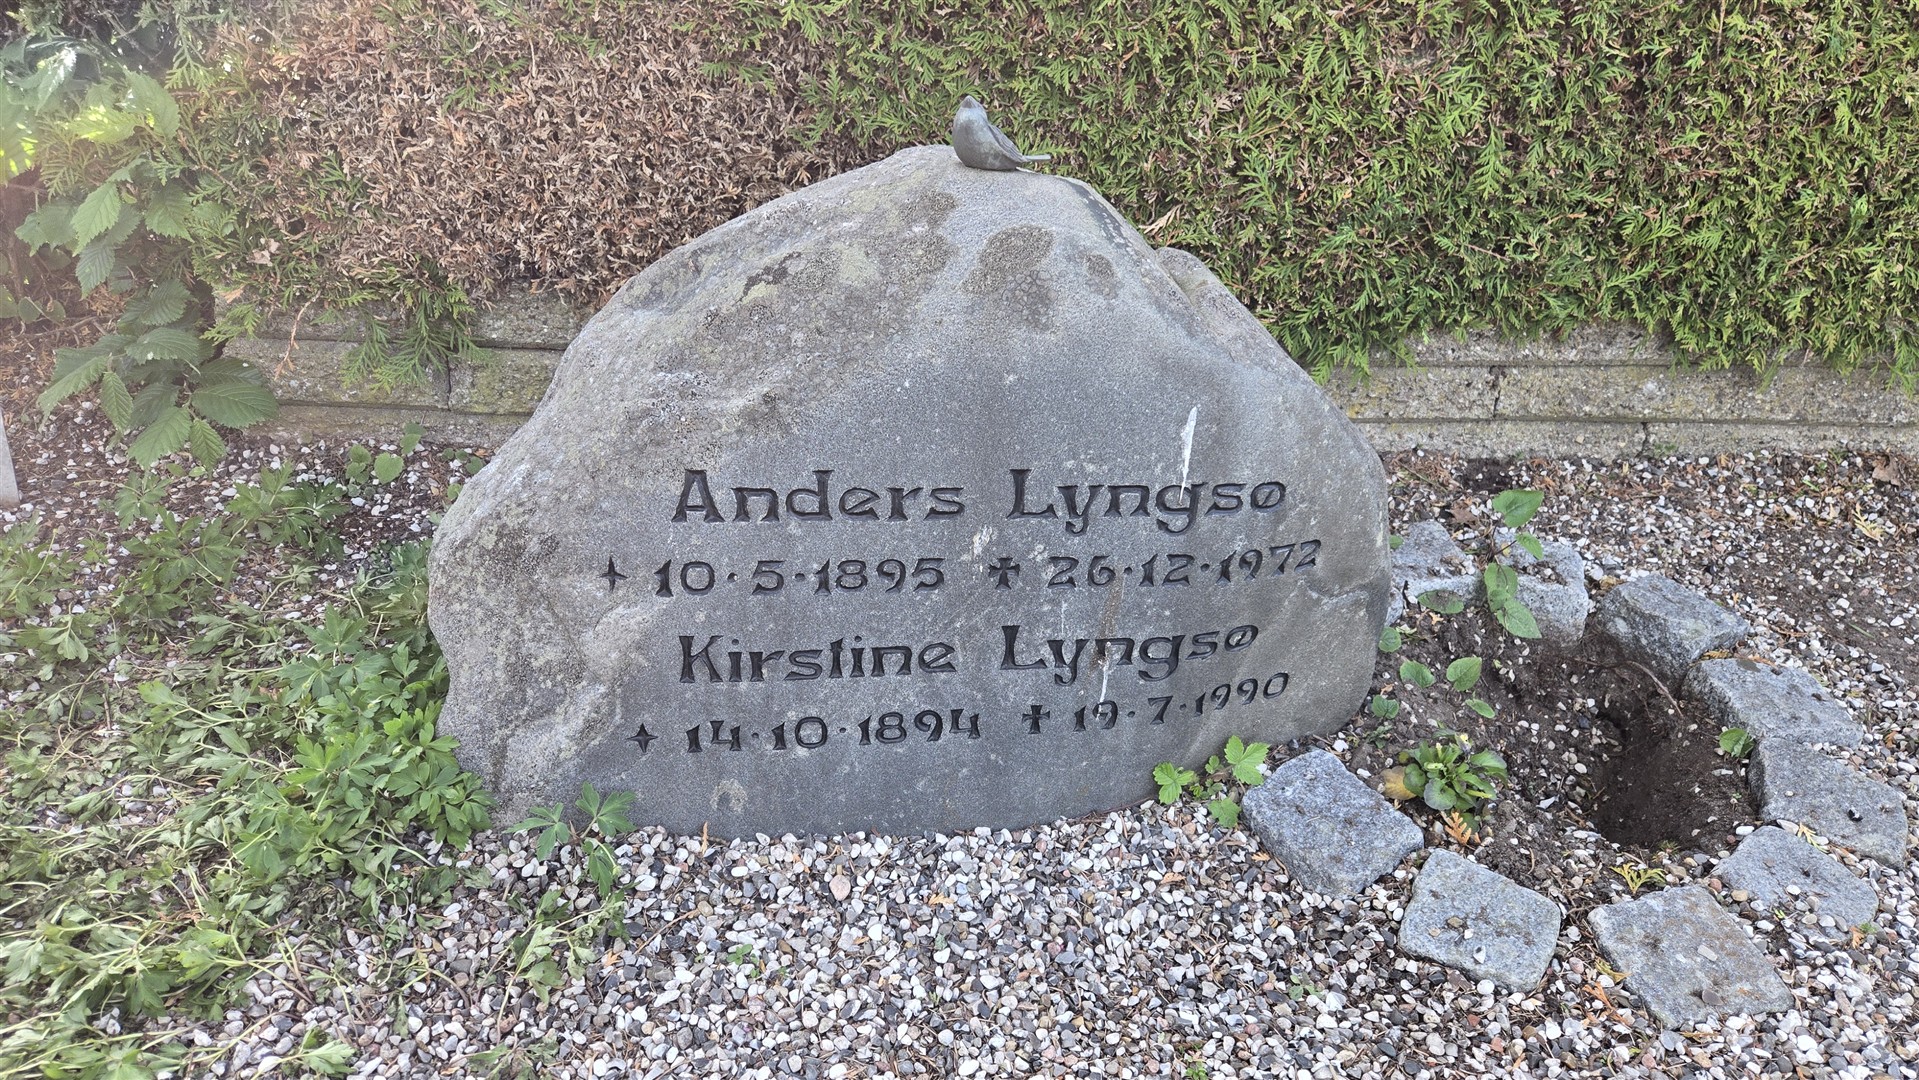 Anders Lyngsø
✦ 10·5·1895 ✝ 26·12·1972
Kirstine Lyngsø
✦ 14·10·1894 ✝ 19·7·1990